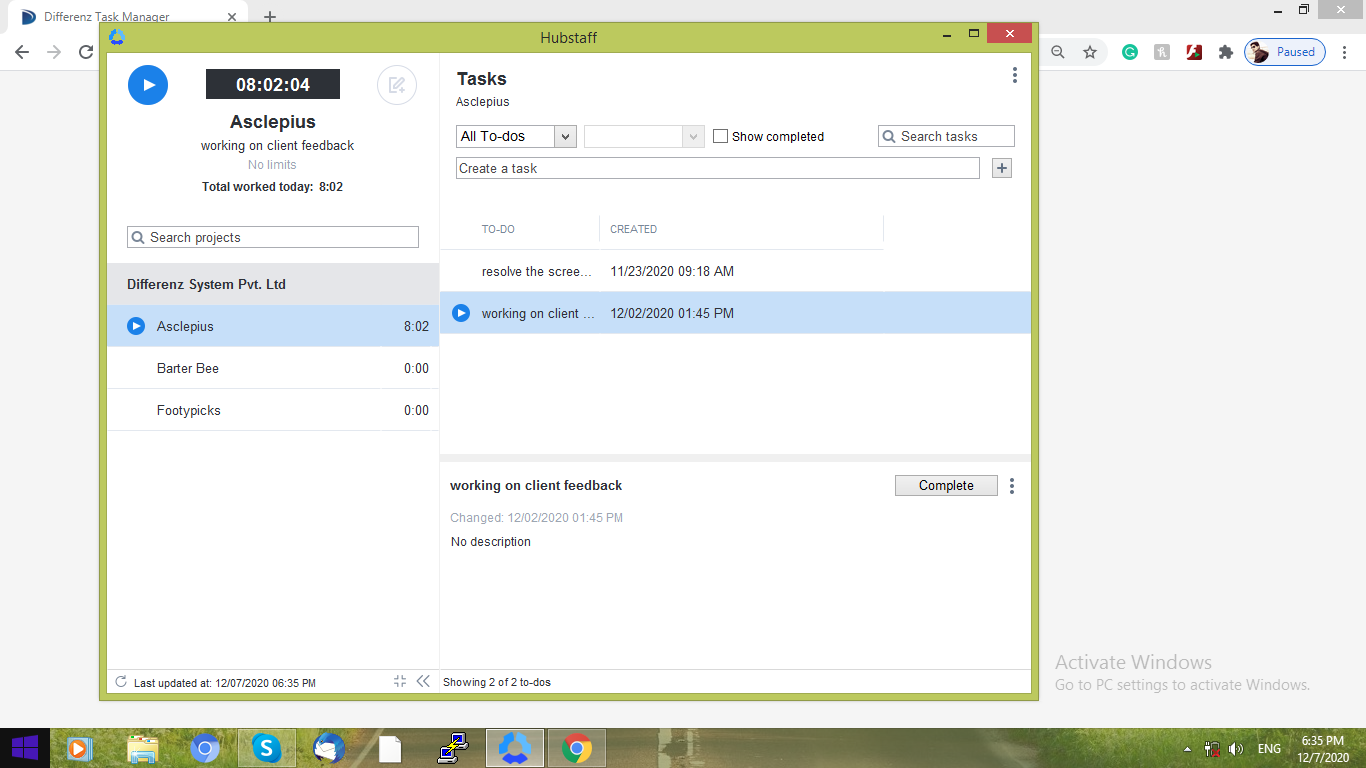 Differenz Task Manager
Hubstaff
Paused
08:02:04
Asclepius
working on client feedback
No limits
Total worked today: 8:02
Search projects
Differenz System Pvt. Ltd
Asclepius 8:02
Barter Bee 0:00
Footypicks 0:00
Last updated at: 12/07/2020 06:35 PM
Tasks
Asclepius
All To-dos
Show completed
Search tasks
Create a task
TO-DO CREATED
resolve the scree... 11/23/2020 09:18 AM
working on client ... 12/02/2020 01:45 PM
working on client feedback
Complete
Changed: 12/02/2020 01:45 PM
No description
Showing 2 of 2 to-dos
Activate Windows
Go to PC settings to activate Windows.
ENG
6:35 PM
12/7/2020